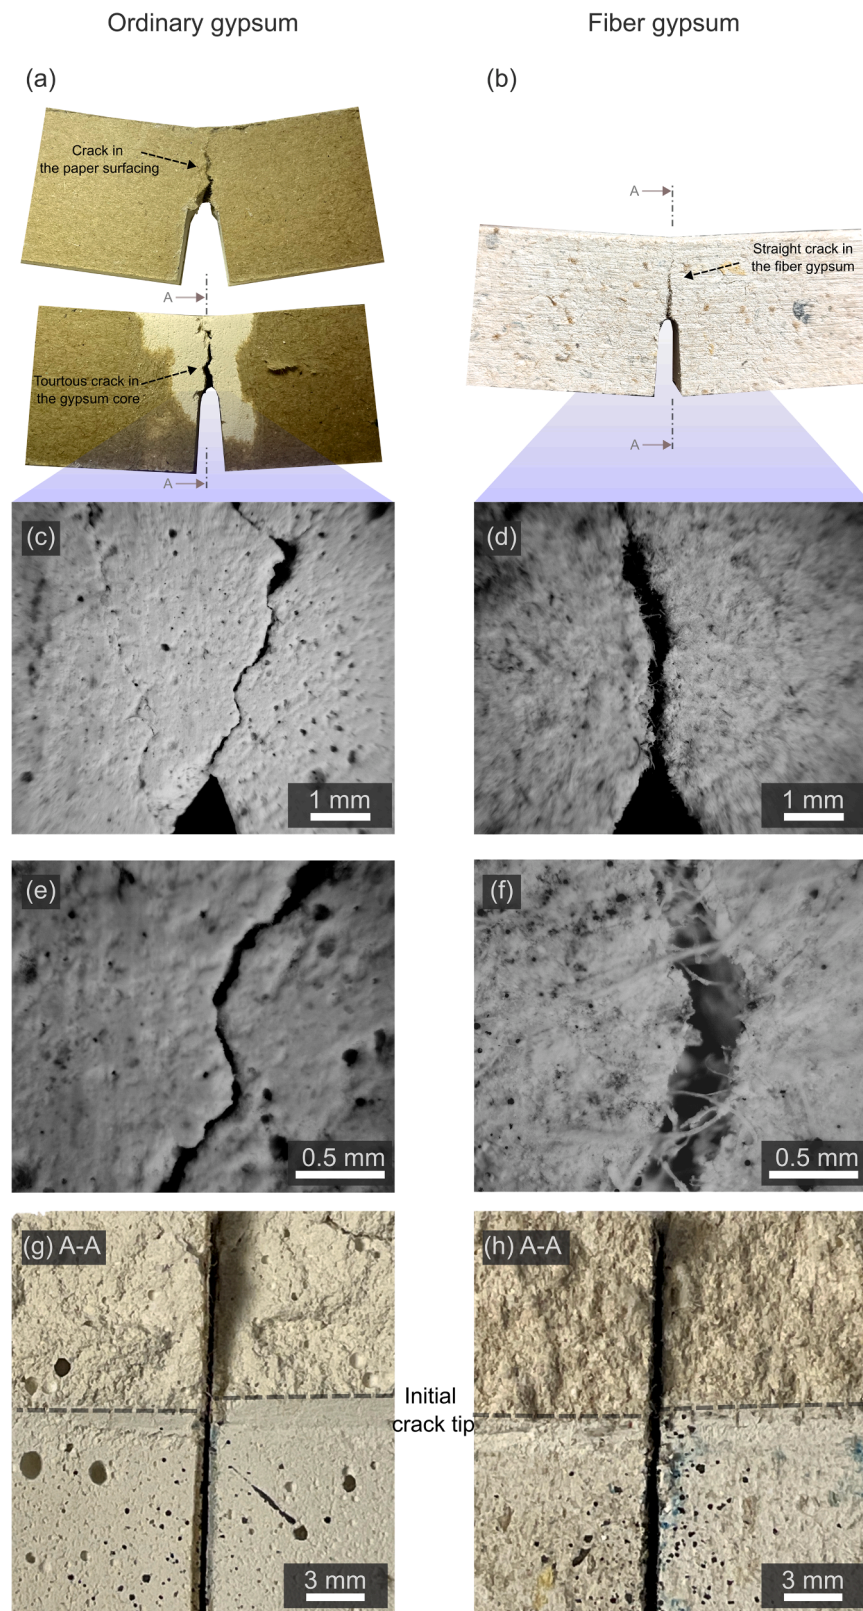 Ordinary gypsum
Fiber gypsum
(a)
(b)
Crack in
the paper surfacing
A
A
Straight crack in
the fiber gypsum
Tourtous crack in
the gypsum core
A
A
(c)
1 mm
(d)
1 mm
(e)
0.5 mm
(f)
0.5 mm
(g) A-A
(h) A-A
Initial
crack tip
3 mm
3 mm